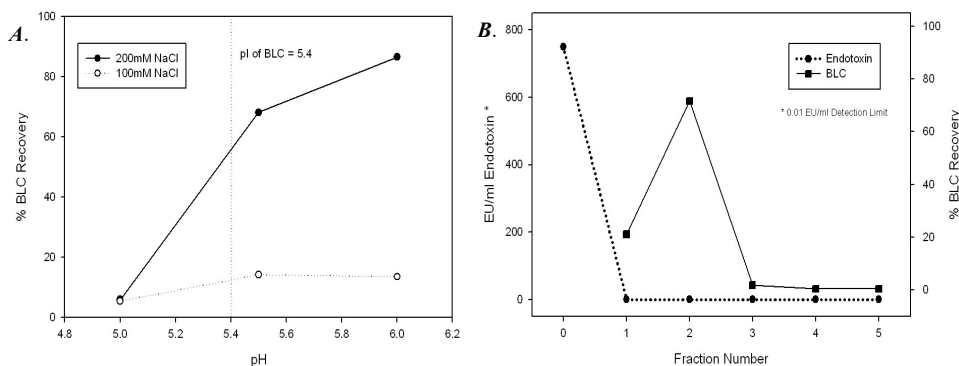 A.
% BLC Recovery
100
80
60
40
20
0
200mM NaCl
100mM NaCl
pI of BLC = 5.4
4.8 5.0 5.2 5.4 5.6 5.8 6.0 6.2
pH
B.
EU/ml Endotoxin *
800
600
400
200
0
Endotoxin
BLC
* 0.01 EU/ml Detection Limit
100
80
60
40
20
0
% BLC Recovery
0 1 2 3 4 5
Fraction Number